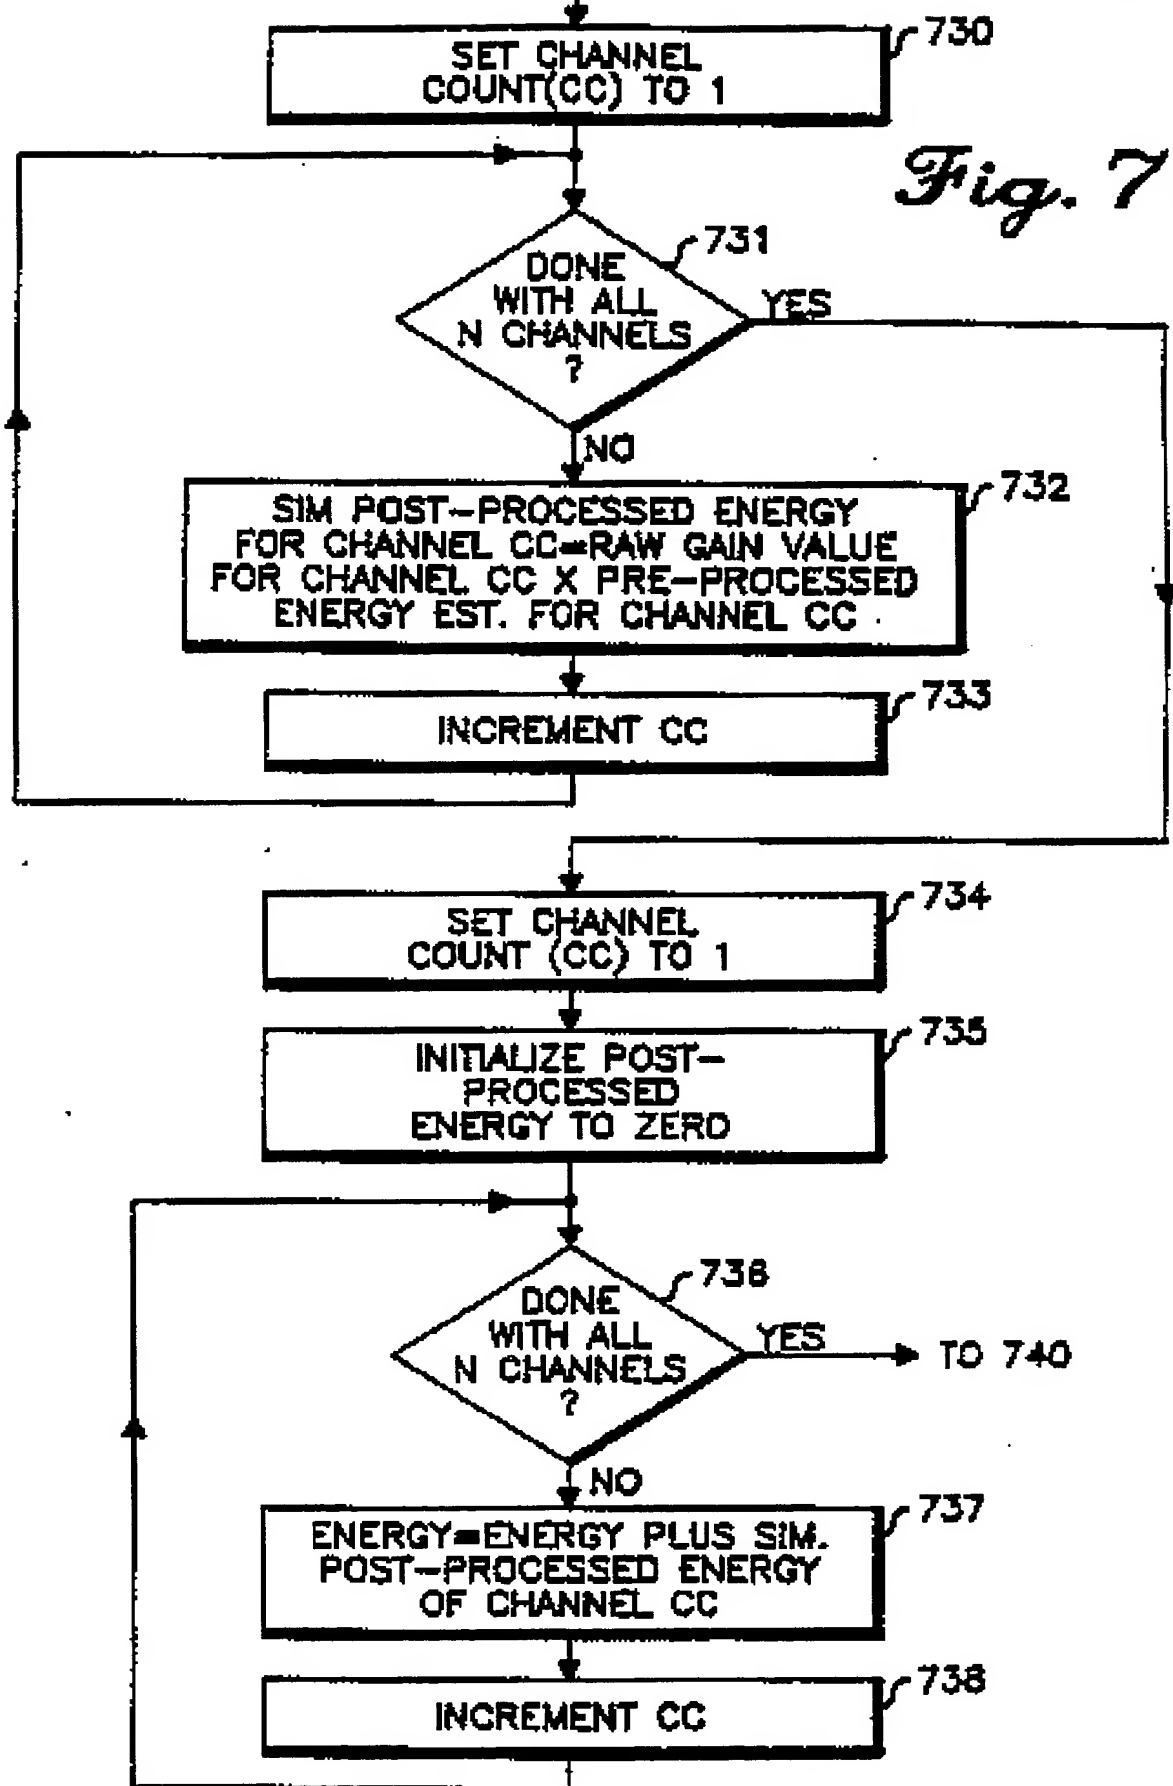 730
SET CHANNEL
COUNT(CC) TO 1
Fig. 7
731
DONE
WITH ALL
N CHANNELS
?
YES
NO
732
SIM POST-PROCESSED ENERGY
FOR CHANNEL CC=RAW GAIN VALUE
FOR CHANNEL CC X PRE-PROCESSED
ENERGY EST. FOR CHANNEL CC
733
INCREMENT CC
734
SET CHANNEL
COUNT (CC) TO 1
735
INITIALIZE POST-
PROCESSED
ENERGY TO ZERO
736
DONE
WITH ALL
N CHANNELS
?
YES
TO 740
NO
737
ENERGY=ENERGY PLUS SIM.
POST-PROCESSED ENERGY
OF CHANNEL CC
738
INCREMENT CC